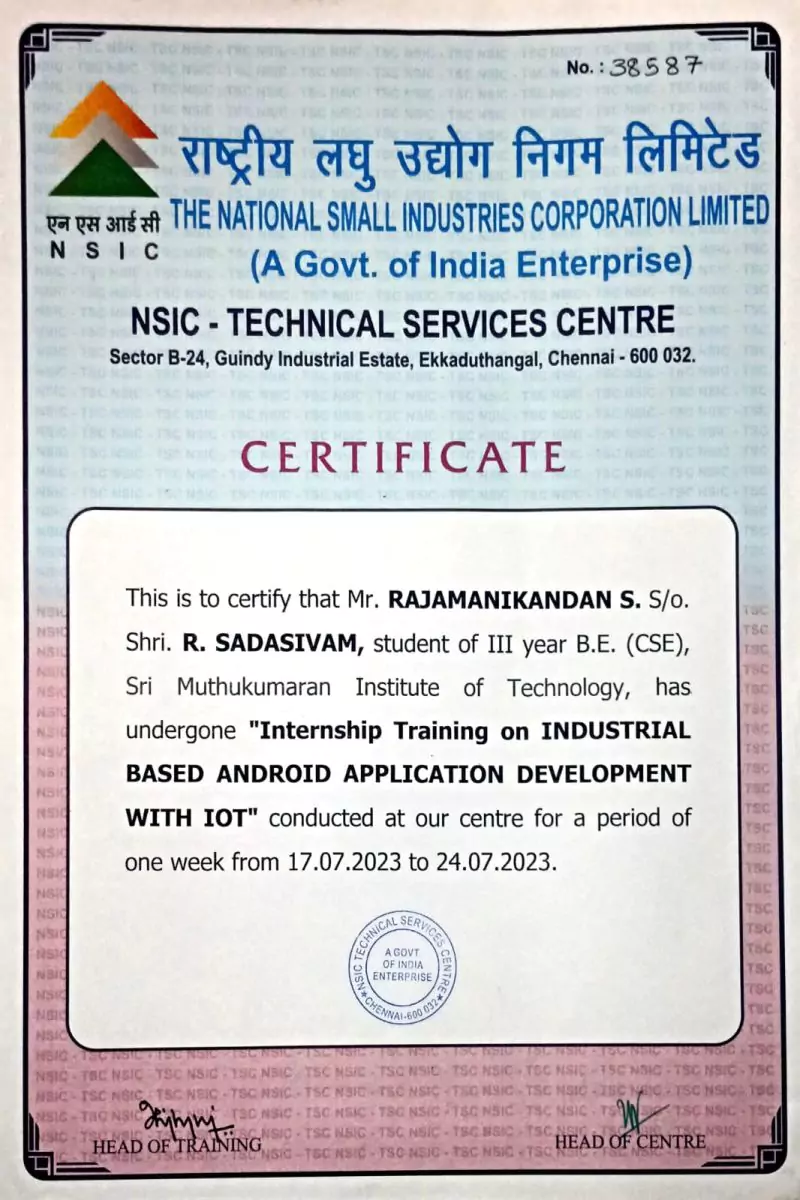 No. : 38587
राष्ट्रीय लघु उद्योग निगम लिमिटेड
एन एस आई सी
N S I C
THE NATIONAL SMALL INDUSTRIES CORPORATION LIMITED
(A Govt. of India Enterprise)
NSIC - TECHNICAL SERVICES CENTRE
Sector B-24, Guindy Industrial Estate, Ekkaduthangal, Chennai - 600 032.
CERTIFICATE
This is to certify that Mr. RAJAMANIKANDAN S. S/o.
Shri. R. SADASIVAM, student of III year B.E. (CSE),
Sri Muthukumaran Institute of Technology, has
undergone "Internship Training on INDUSTRIAL
BASED ANDROID APPLICATION DEVELOPMENT
WITH IOT" conducted at our centre for a period of
one week from 17.07.2023 to 24.07.2023.
NSIC TECHNICAL SERVICES CENTRE
A GOVT
OF INDIA
ENTERPRISE
★ CHENNAI-600 032 ★
HEAD OF TRAINING
HEAD OF CENTRE